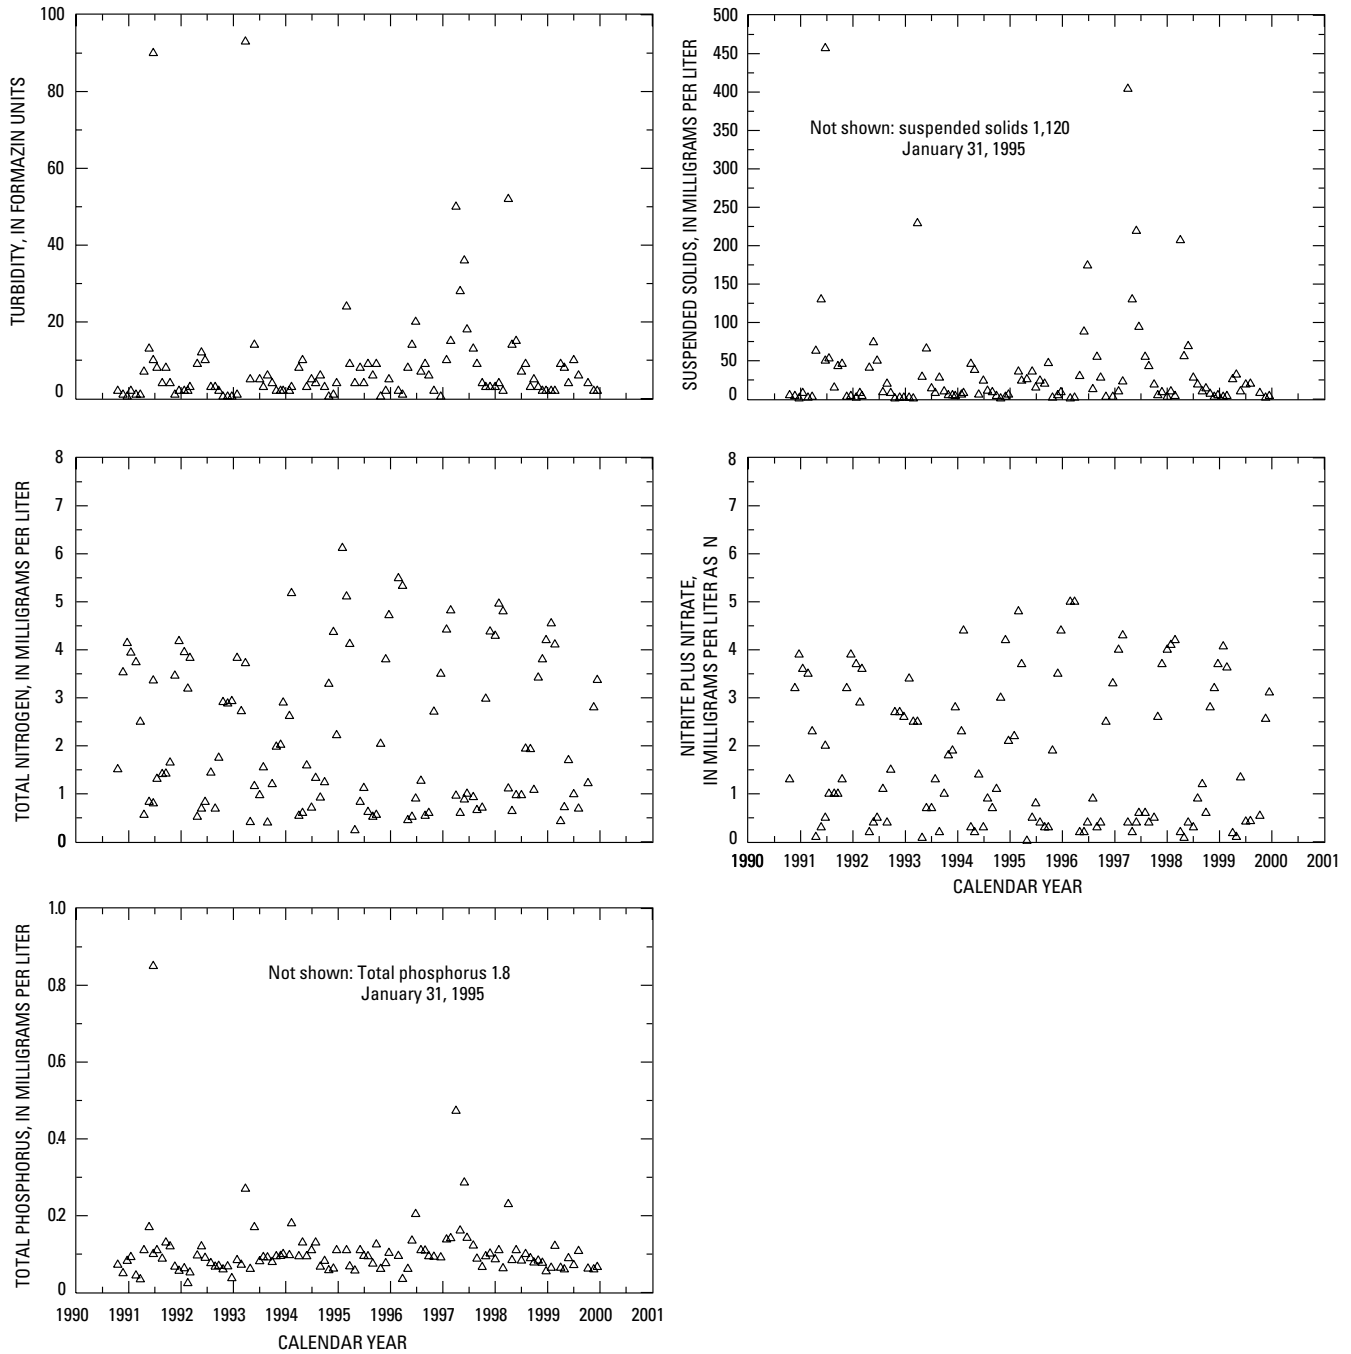 TURBIDITY, IN FORMAZIN UNITS
100
80
60
40
20
0
SUSPENDED SOLIDS, IN MILLIGRAMS PER LITER
500
450
400
350
300
250
200
150
100
50
0
Not shown: suspended solids 1,120
January 31, 1995
TOTAL NITROGEN, IN MILLIGRAMS PER LITER
8
7
6
5
4
3
2
1
0
NITRITE PLUS NITRATE,
IN MILLIGRAMS PER LITER AS N
8
7
6
5
4
3
2
1
0
1990 1991 1992 1993 1994 1995 1996 1997 1998 1999 2000 2001
CALENDAR YEAR
TOTAL PHOSPHORUS, IN MILLIGRAMS PER LITER
1.0
0.8
0.6
0.4
0.2
0
Not shown: Total phosphorus 1.8
January 31, 1995
1990 1991 1992 1993 1994 1995 1996 1997 1998 1999 2000 2001
CALENDAR YEAR